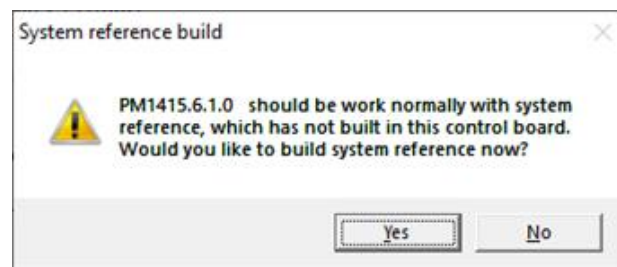 System reference build
PM1415.6.1.0 should be work normally with system
reference, which has not built in this control board.
Would you like to build system reference now?
Yes No